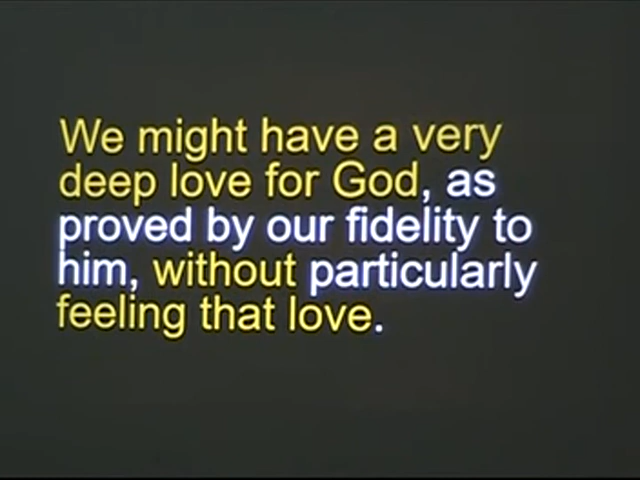 We might have a very
deep love for God, as
proved by our fidelity to
him, without particularly
feeling that love.